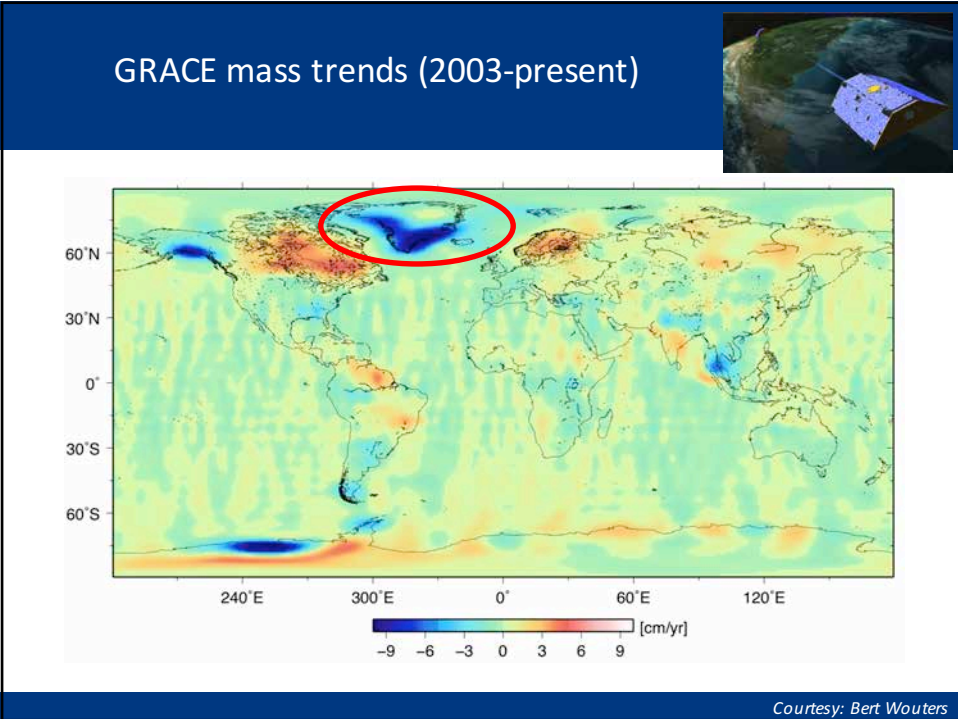 GRACE mass trends (2003-present)
60°N
30°N
0°
30°S
60°S
240°E 300°E 0° 60°E 120°E
[cm/yr]
−9 −6 −3 0 3 6 9
Courtesy: Bert Wouters